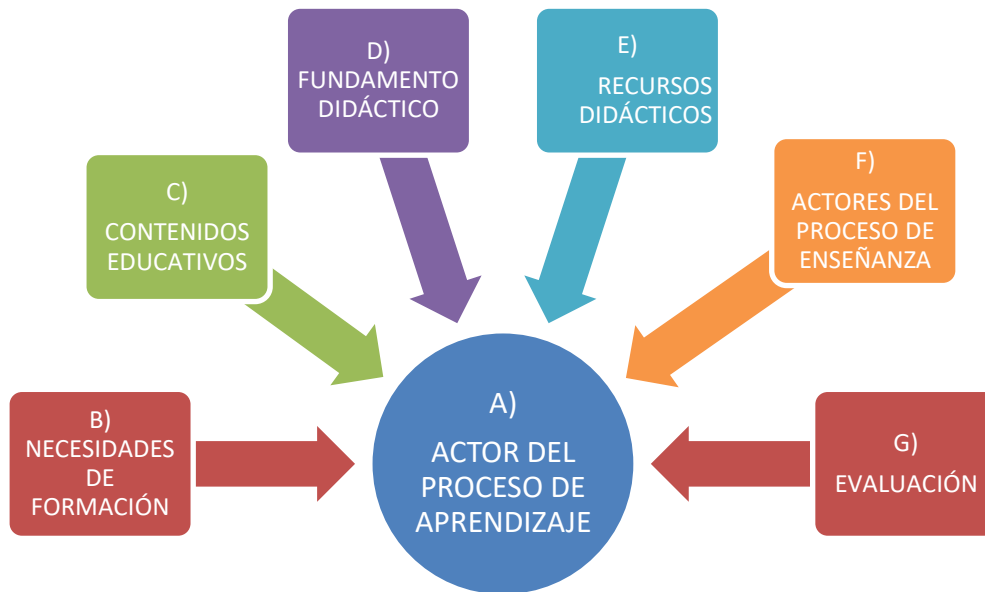 D)
FUNDAMENTO
DIDÁCTICO
E)
RECURSOS
DIDÁCTICOS
C)
CONTENIDOS
EDUCATIVOS
F)
ACTORES DEL
PROCESO DE
ENSEÑANZA
B)
NECESIDADES
DE
FORMACIÓN
A)
ACTOR DEL
PROCESO DE
APRENDIZAJE
G)
EVALUACIÓN